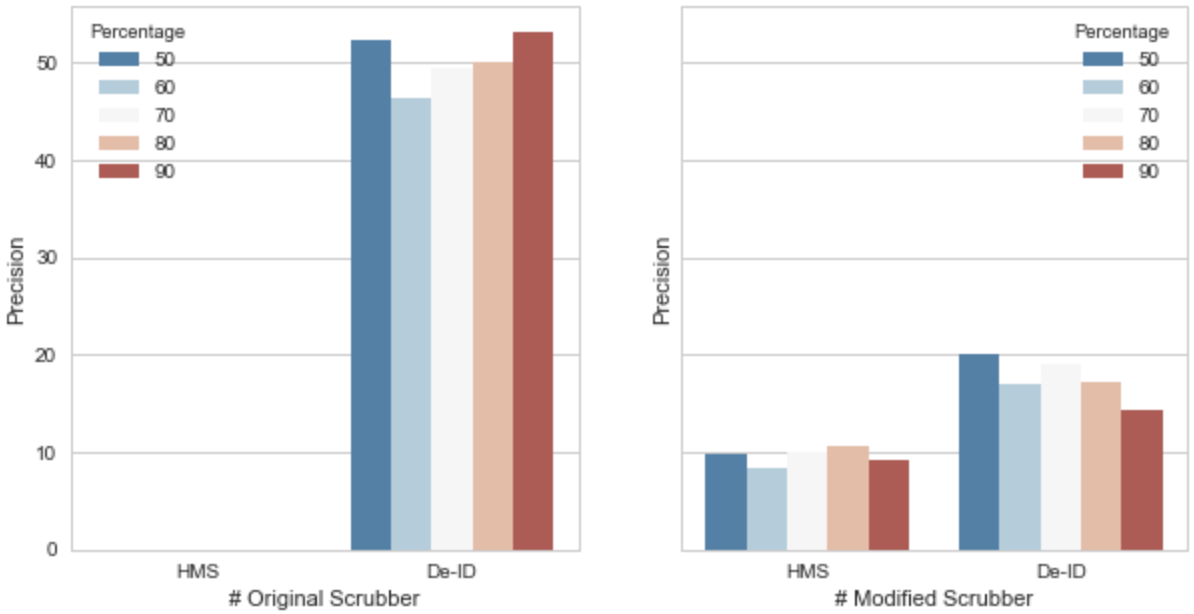 Percentage
50
60
70
80
90
50
40
30
20
10
0
Precision
HMS
De-ID
# Original Scrubber
Percentage
50
60
70
80
90
Precision
HMS
De-ID
# Modified Scrubber